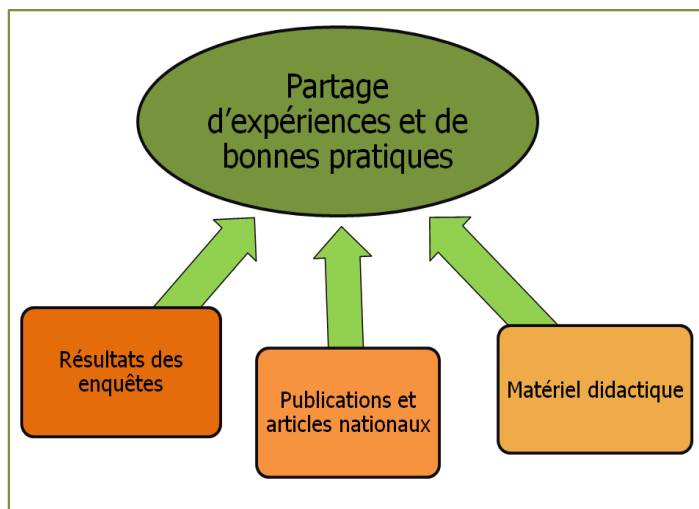 Partage
d'expériences et de
bonnes pratiques
Résultats des
enquêtes
Publications et
articles nationaux
Matériel didactique